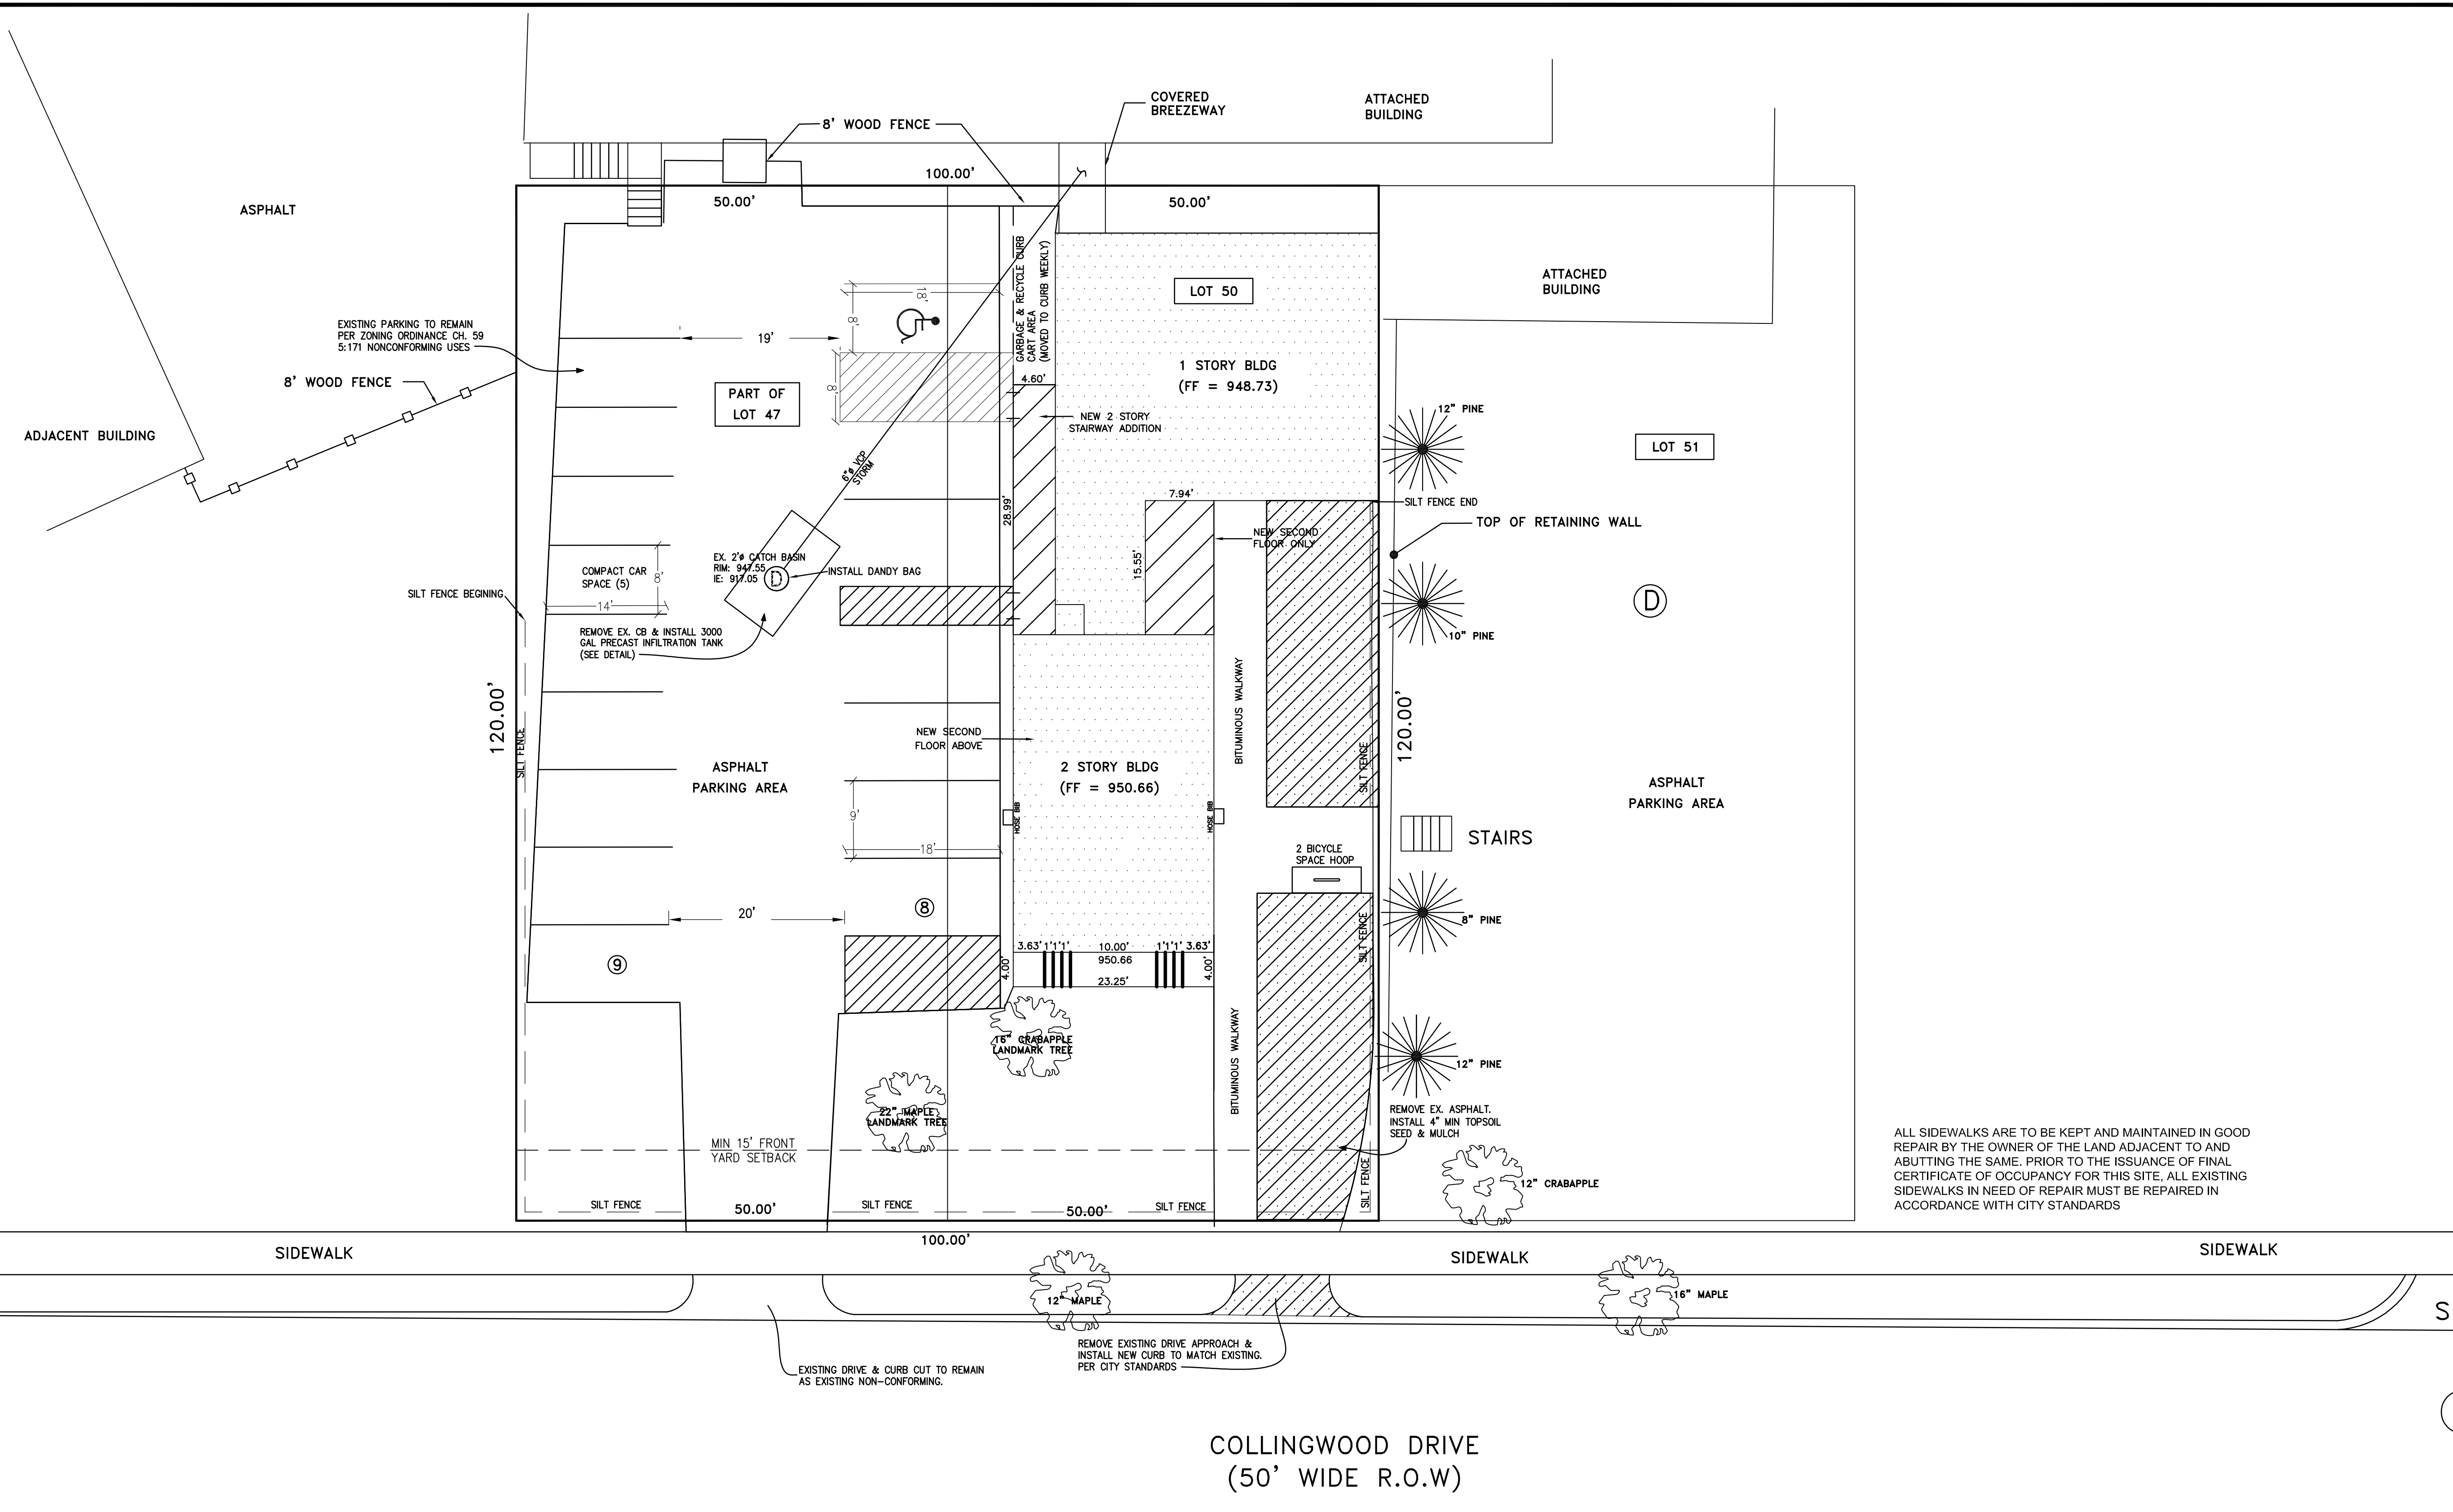 COVERED
BREEZEWAY
ATTACHED
BUILDING
8' WOOD FENCE
100.00'
50.00'
50.00'
ASPHALT
ATTACHED
BUILDING
GARBAGE & RECYCLE CURB
CART AREA
(MOVED TO CURB WEEKLY)
LOT 50
18'
8'
EXISTING PARKING TO REMAIN
PER ZONING ORDINANCE CH. 59
5:171 NONCONFORMING USES
19'
1 STORY BLDG
(FF = 948.73)
8' WOOD FENCE
8'
4.60'
PART OF
LOT 47
NEW 2 STORY
STAIRWAY ADDITION
12" PINE
ADJACENT BUILDING
LOT 51
6"ø VCP
STORM
7.94'
SILT FENCE END
28.99'
TOP OF RETAINING WALL
NEW SECOND
FLOOR ONLY
15.55'
EX. 2'ø CATCH BASIN
RIM: 947.55
IE: 917.05
D
INSTALL DANDY BAG
COMPACT CAR
SPACE (5)
8'
14'
SILT FENCE BEGINING
D
REMOVE EX. CB & INSTALL 3000
GAL PRECAST INFILTRATION TANK
(SEE DETAIL)
10" PINE
BITUMINOUS WALKWAY
120.00'
SILT FENCE
NEW SECOND
FLOOR ABOVE
SILT FENCE
120.00'
ASPHALT
PARKING AREA
2 STORY BLDG
(FF = 950.66)
ASPHALT
PARKING AREA
9'
18'
HOSE BIB
HOSE BIB
STAIRS
2 BICYCLE
SPACE HOOP
20'
8
8" PINE
SILT FENCE
3.63' 1'1'1' 10.00' 1'1'1' 3.63'
950.66
4.00'
4.00'
23.25'
9
16" CRABAPPLE
LANDMARK TREE
BITUMINOUS WALKWAY
12" PINE
22" MAPLE
LANDMARK TREE
REMOVE EX. ASPHALT.
INSTALL 4" MIN TOPSOIL
SEED & MULCH
MIN 15' FRONT
YARD SETBACK
ALL SIDEWALKS ARE TO BE KEPT AND MAINTAINED IN GOOD
REPAIR BY THE OWNER OF THE LAND ADJACENT TO AND
ABUTTING THE SAME. PRIOR TO THE ISSUANCE OF FINAL
CERTIFICATE OF OCCUPANCY FOR THIS SITE, ALL EXISTING
SIDEWALKS IN NEED OF REPAIR MUST BE REPAIRED IN
ACCORDANCE WITH CITY STANDARDS
SILT FENCE
12" CRABAPPLE
SILT FENCE
50.00'
SILT FENCE
50.00'
SILT FENCE
100.00'
SIDEWALK
SIDEWALK
SIDEWALK
12" MAPLE
16" MAPLE
S
REMOVE EXISTING DRIVE APPROACH &
INSTALL NEW CURB TO MATCH EXISTING.
PER CITY STANDARDS
EXISTING DRIVE & CURB CUT TO REMAIN
AS EXISTING NON-CONFORMING.
COLLINGWOOD DRIVE
(50' WIDE R.O.W)